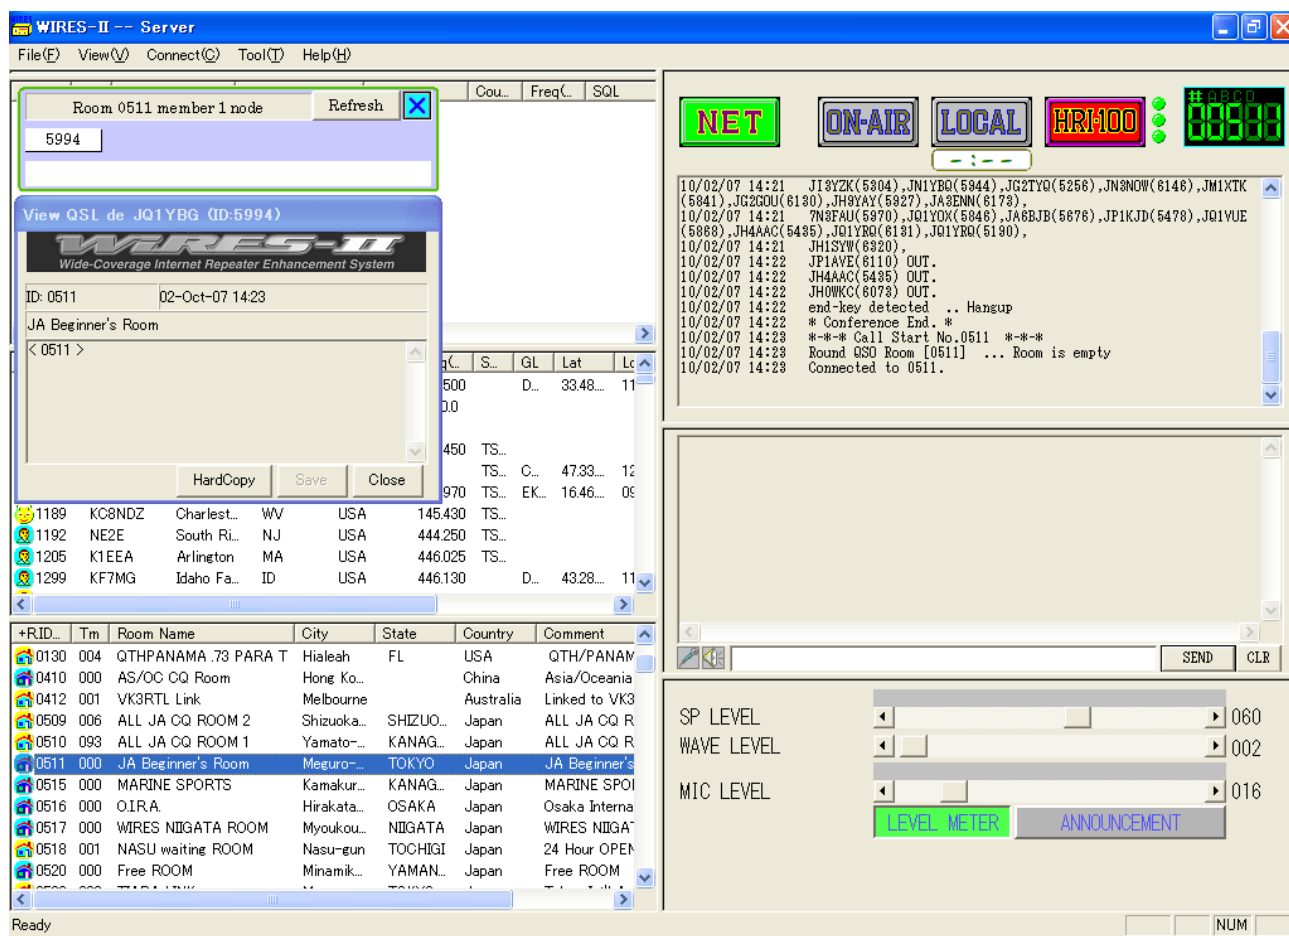 WIRES-II -- Server
File(F) View(V) Connect(C) Tool(T) Help(H)
Cou... Freq(... SQL
Room 0511 member 1 node Refresh
5994
View QSL de JQ1YBG (ID:5994)
WiRES-II
Wide-Coverage Internet Repeater Enhancement System
ID: 0511 02-Oct-07 14:23
JA Beginner's Room
< 0511 >
HardCopy Save Close
q(... S... GL Lat Lc
500 D... 33.48... 11
0.0
450 TS...
TS... C... 47.33... 12
970 TS... EK... 16.46... 09
1189 KC8NDZ Charlest... WV USA 145.430 TS...
1192 NE2E South Ri... NJ USA 444.250 TS...
1205 K1EEA Arlington MA USA 446.025 TS...
1299 KF7MG Idaho Fa... ID USA 446.130 D... 43.28... 11
+R.ID... Tm Room Name City State Country Comment
0130 004 QTHPANAMA .73 PARA T Hialeah FL USA QTH/PANAM
0410 000 AS/OC CQ Room Hong Ko... China Asia/Oceania
0412 001 VK3RTL Link Melbourne Australia Linked to VK3
0509 006 ALL JA CQ ROOM 2 Shizuoka... SHIZUO... Japan ALL JA CQ R
0510 093 ALL JA CQ ROOM 1 Yamato-... KANAG... Japan ALL JA CQ R
0511 000 JA Beginner's Room Meguro-... TOKYO Japan JA Beginner's
0515 000 MARINE SPORTS Kamakur... KANAG... Japan MARINE SPOI
0516 000 O.I.R.A. Hirakata... OSAKA Japan Osaka Interna
0517 000 WIRES NIIGATA ROOM Myoukou... NIIGATA Japan WIRES NIIGAT
0518 001 NASU waiting ROOM Nasu-gun TOCHIGI Japan 24 Hour OPEN
0520 000 Free ROOM Minamik... YAMAN... Japan Free ROOM
Ready
NET ON-AIR LOCAL HRI-100 # A B C D
- : - -
10/02/07 14:21 JI3YZK(5304),JN1YBQ(5944),JG2TYQ(5256),JN3NOW(6146),JM1XTK
(5841),JG2GOU(6130),JH9YAY(5927),JA3ENN(6173),
10/02/07 14:21 7N3FAU(5970),JQ1YOX(5846),JA6BJB(5676),JP1KJD(5478),JQ1VUE
(5868),JH4AAC(5435),JQ1YRQ(6131),JQ1YRQ(5130),
10/02/07 14:21 JH1SYW(6320),
10/02/07 14:22 JP1AVE(6110) OUT.
10/02/07 14:22 JH4AAC(5435) OUT.
10/02/07 14:22 JH0WKC(6073) OUT.
10/02/07 14:22 end-key detected .. Hangup
10/02/07 14:22 * Conference End. *
10/02/07 14:23 *-*-* Call Start No.0511 *-*-*
10/02/07 14:23 Round QSO Room [0511] ... Room is empty
10/02/07 14:23 Connected to 0511.
SEND CLR
SP LEVEL 060
WAVE LEVEL 002
MIC LEVEL 016
LEVEL METER ANNOUNCEMENT
NUM